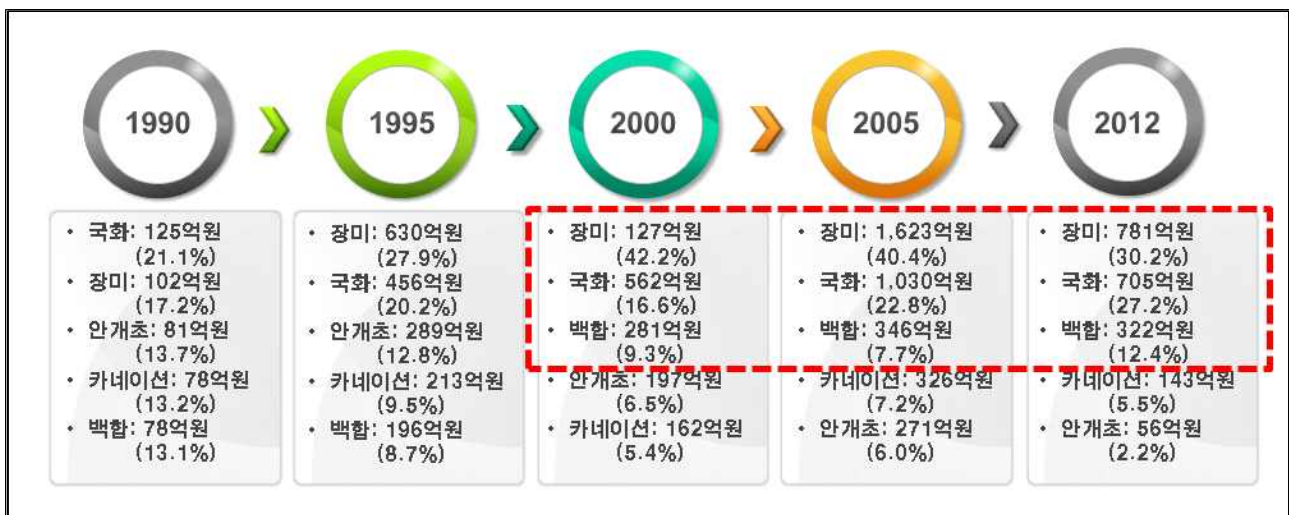 1990
1995
2000
2005
2012
• 국화: 125억원
(21.1%)
• 장미: 102억원
(17.2%)
• 안개초: 81억원
(13.7%)
• 카네이션: 78억원
(13.2%)
• 백합: 78억원
(13.1%)
• 장미: 630억원
(27.9%)
• 국화: 456억원
(20.2%)
• 안개초: 289억원
(12.8%)
• 카네이션: 213억원
(9.5%)
• 백합: 196억원
(8.7%)
• 장미: 127억원
(42.2%)
• 국화: 562억원
(16.6%)
• 백합: 281억원
(9.3%)
• 안개초: 197억원
(6.5%)
• 카네이션: 162억원
(5.4%)
• 장미: 1,623억원
(40.4%)
• 국화: 1,030억원
(22.8%)
• 백합: 346억원
(7.7%)
• 카네이션: 326억원
(7.2%)
• 안개초: 271억원
(6.0%)
• 장미: 781억원
(30.2%)
• 국화: 705억원
(27.2%)
• 백합: 322억원
(12.4%)
• 카네이션: 143억원
(5.5%)
• 안개초: 56억원
(2.2%)